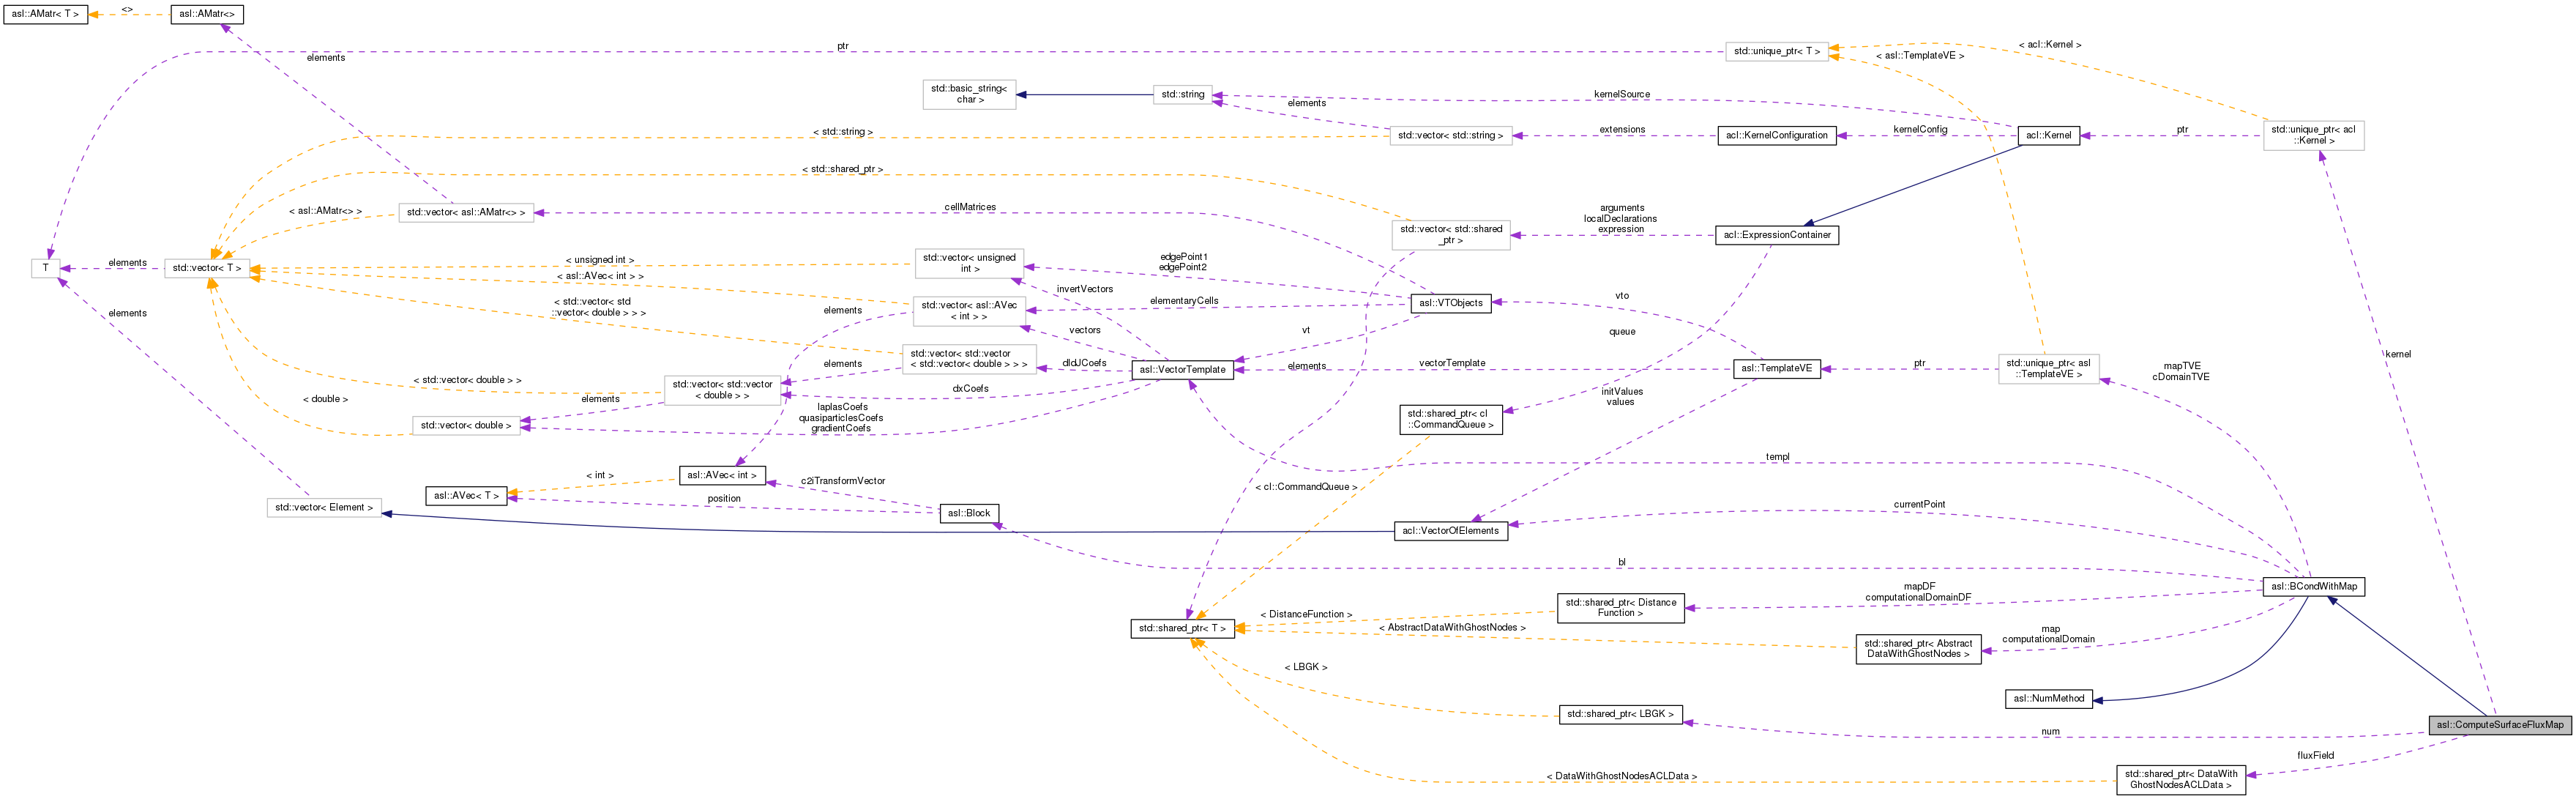 asl::AMatr< T >
<>
asl::AMatr<>
ptr
std::unique_ptr< T >
< acl::Kernel >
< asl::TemplateVE >
elements
std::basic_string<
char >
std::string
kernelSource
elements
< std::string >
std::vector< std::string >
extensions
acl::KernelConfiguration
kernelConfig
acl::Kernel
ptr
std::unique_ptr< acl
::Kernel >
< std::shared_ptr >
< asl::AMatr<> >
std::vector< asl::AMatr<> >
cellMatrices
std::vector< std::shared
_ptr >
arguments
localDeclarations
expression
acl::ExpressionContainer
T
elements
std::vector< T >
< unsigned int >
std::vector< unsigned
int >
edgePoint1
edgePoint2
< asl::AVec< int > >
invertVectors
< std::vector< std
::vector< double > > >
elements
std::vector< asl::AVec
< int > >
elementaryCells
asl::VTObjects
vto
elements
vectors
vt
queue
elements
std::vector< std::vector
< std::vector< double > > >
dldlJCoefs
asl::VectorTemplate
elements
vectorTemplate
asl::TemplateVE
ptr
std::unique_ptr< asl
::TemplateVE >
mapTVE
cDomainTVE
kernel
< std::vector< double > >
std::vector< std::vector
< double > >
dxCoefs
< double >
elements
std::vector< double >
laplasCoefs
quasiparticlesCoefs
gradientCoefs
initValues
values
std::shared_ptr< cl
::CommandQueue >
templ
< int >
asl::AVec< int >
asl::AVec< T >
position
c2iTransformVector
asl::Block
< cl::CommandQueue >
std::vector< Element >
currentPoint
acl::VectorOfElements
bl
asl::BCondWithMap
mapDF
computationalDomainDF
std::shared_ptr< Distance
Function >
< DistanceFunction >
std::shared_ptr< T >
< AbstractDataWithGhostNodes >
map
computationalDomain
std::shared_ptr< Abstract
DataWithGhostNodes >
< LBGK >
asl::NumMethod
std::shared_ptr< LBGK >
num
asl::ComputeSurfaceFluxMap
fluxField
< DataWithGhostNodesACLData >
std::shared_ptr< DataWith
GhostNodesACLData >